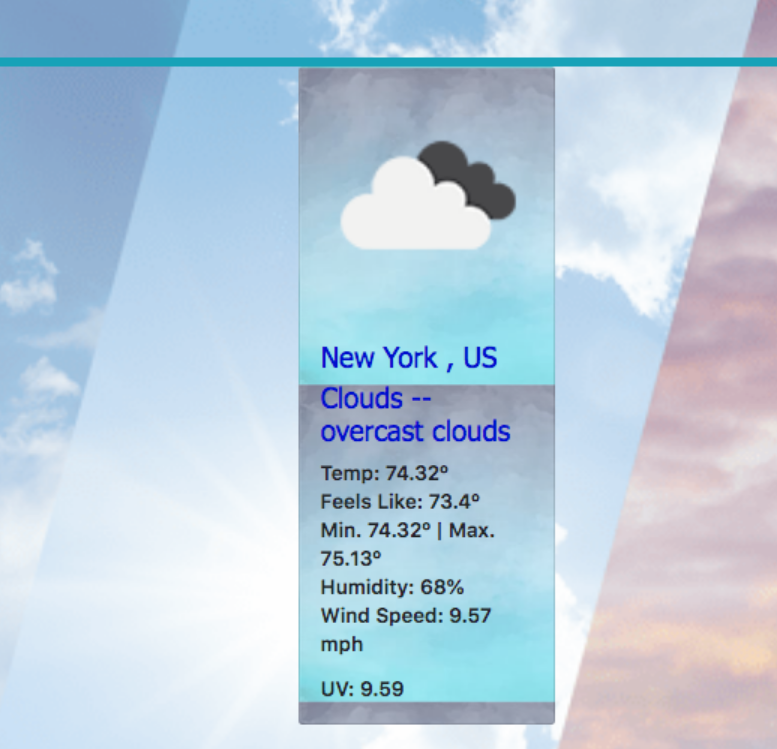 New York , US
Clouds --
overcast clouds
Temp: 74.32º
Feels Like: 73.4º
Min. 74.32º | Max.
75.13º
Humidity: 68%
Wind Speed: 9.57
mph
UV: 9.59